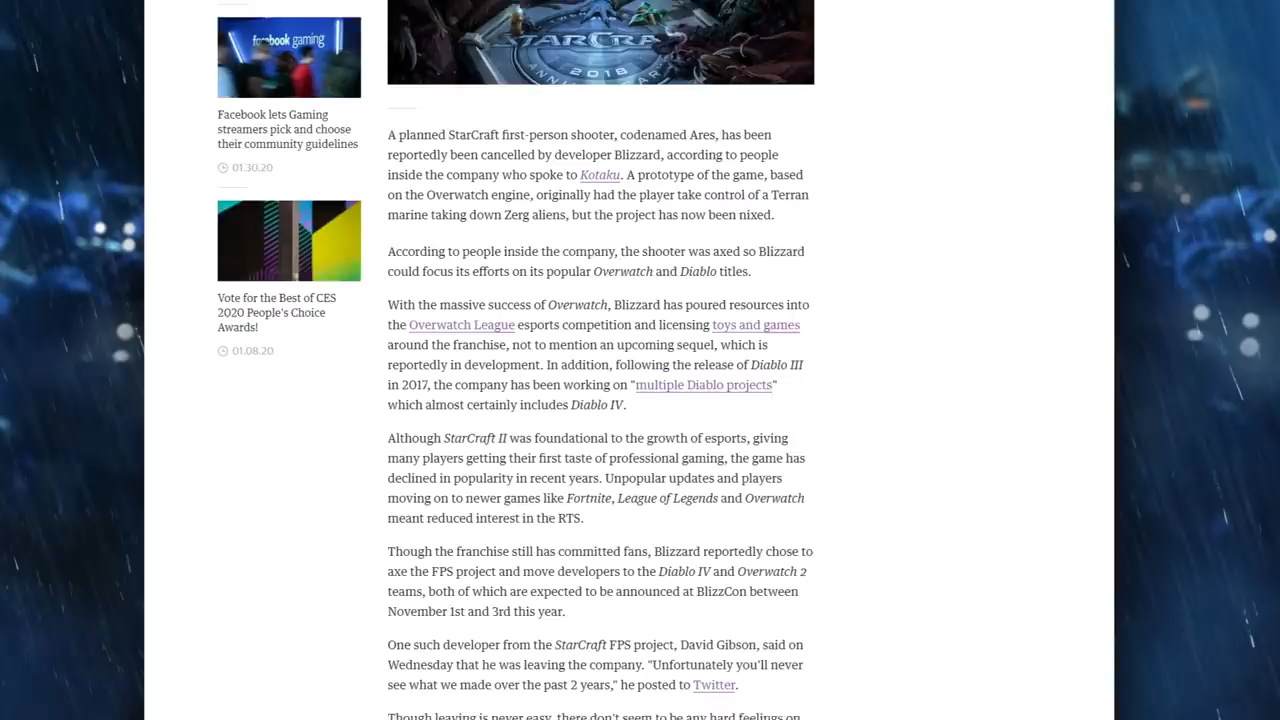 facebook gaming
Facebook lets Gaming
streamers pick and choose
their community guidelines
01.30.20
Vote for the Best of CES
2020 People's Choice
Awards!
01.08.20
STARCRA
2018
A planned StarCraft first-person shooter, codenamed Ares, has been
reportedly been cancelled by developer Blizzard, according to people
inside the company who spoke to Kotaku. A prototype of the game, based
on the Overwatch engine, originally had the player take control of a Terran
marine taking down Zerg aliens, but the project has now been nixed.
According to people inside the company, the shooter was axed so Blizzard
could focus its efforts on its popular Overwatch and Diablo titles.
With the massive success of Overwatch, Blizzard has poured resources into
the Overwatch League esports competition and licensing toys and games
around the franchise, not to mention an upcoming sequel, which is
reportedly in development. In addition, following the release of Diablo III
in 2017, the company has been working on "multiple Diablo projects"
which almost certainly includes Diablo IV.
Although StarCraft II was foundational to the growth of esports, giving
many players getting their first taste of professional gaming, the game has
declined in popularity in recent years. Unpopular updates and players
moving on to newer games like Fortnite, League of Legends and Overwatch
meant reduced interest in the RTS.
Though the franchise still has committed fans, Blizzard reportedly chose to
axe the FPS project and move developers to the Diablo IV and Overwatch 2
teams, both of which are expected to be announced at BlizzCon between
November 1st and 3rd this year.
One such developer from the StarCraft FPS project, David Gibson, said on
Wednesday that he was leaving the company. "Unfortunately you'll never
see what we made over the past 2 years," he posted to Twitter.
Though leaving is never easy, there don't seem to be any hard feelings on